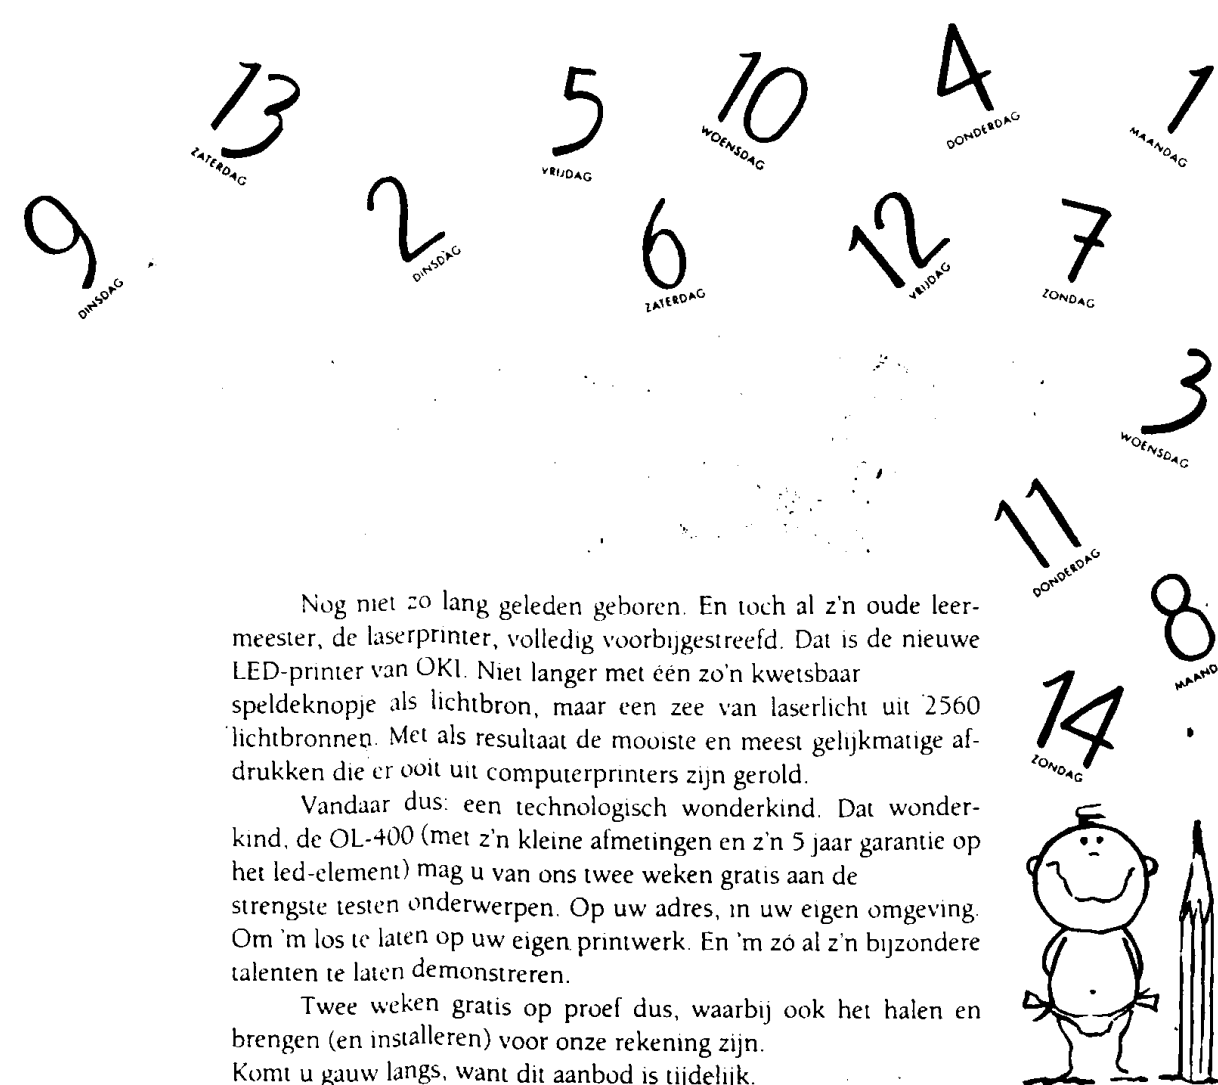 4
DONDERDAG
13
ZATERDAG
5
VRIJDAG
10
WOENSDAG
1
MAANDAG
9
DINSDAG
2
DINSDAG
6
ZATERDAG
12
VRIJDAG
7
ZONDAG
3
WOENSDAG
11
DONDERDAG
8
MAAND
14
ZONDAG
Nog niet zo lang geleden geboren. En toch al z'n oude leer-
meester, de laserprinter, volledig voorbijgestreefd. Dat is de nieuwe
LED-printer van OKI. Niet langer met één zo'n kwetsbaar
speldeknopje als lichtbron, maar een zee van laserlicht uit 2560
lichtbronnen. Met als resultaat de mooiste en meest gelijkmatige af-
drukken die er ooit uit computerprinters zijn gerold.
Vandaar dus: een technologisch wonderkind. Dat wonder-
kind, de OL-400 (met z'n kleine afmetingen en z'n 5 jaar garantie op
het led-element) mag u van ons twee weken gratis aan de
strengste testen onderwerpen. Op uw adres, in uw eigen omgeving.
Om 'm los te laten op uw eigen printwerk. En 'm zó al z'n bijzondere
talenten te laten demonstreren.
Twee weken gratis op proef dus, waarbij ook het halen en
brengen (en installeren) voor onze rekening zijn.
Komt u gauw langs, want dit aanbod is tijdelijk.